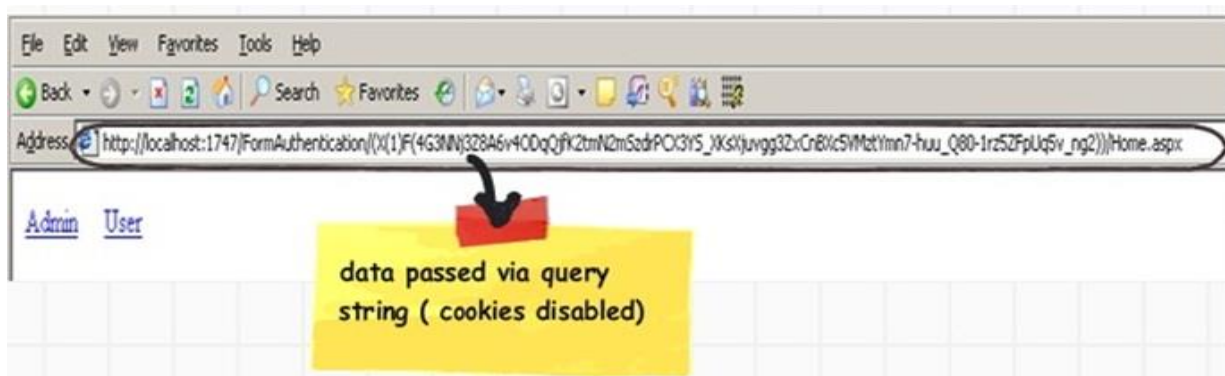 File Edit View Favorites Tools Help
Back Search Favorites
Address http://localhost:1747/FormAuthentication/(X(1)F(4G3NNj3Z8A6v4ODqQjfK2tmN2mSzdrPCX3YS_XKsXjuvgg3ZxCnBXc5VMztYmn7-huu_Q80-1rz5ZFpUq5v_ng2))/Home.aspx
Admin User
data passed via query
string ( cookies disabled)